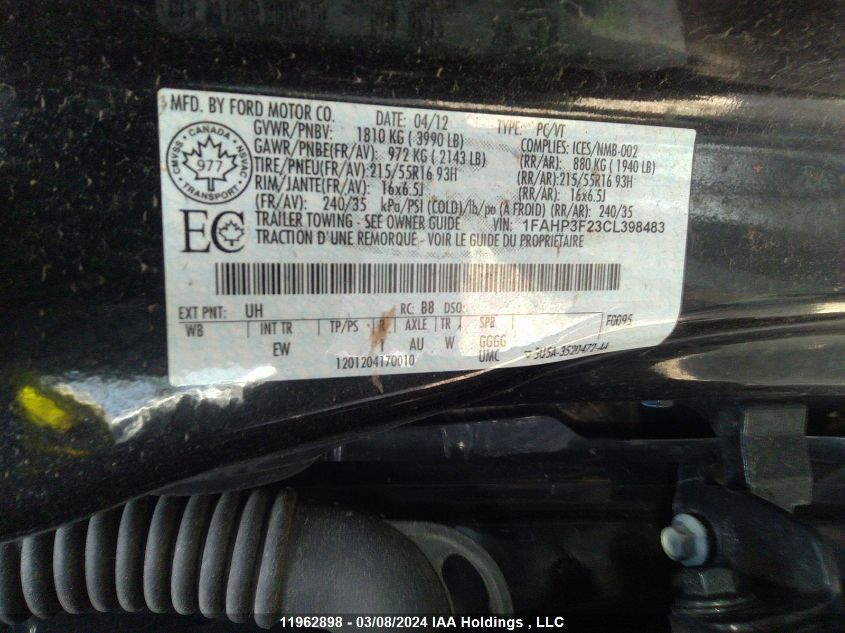 MFD. BY FORD MOTOR CO. DATE: 04/12 TYPE: PC/VT
GVWR/PNBV: 1810 KG (3990 LB) COMPLIES: ICES/NMB-002
GAWR/PNBE(FR/AV): 972 KG (2143 LB) (RR/AR): 880 KG (1940 LB)
TIRE/PNEU(FR/AV):215/55R16 93H (RR/AR):215/55R16 93H
RIM/JANTE(FR/AV): 16x6.5J (RR/AR): 16x6.5J
(FR/AV): 240/35 kPa/PSI (COLD)/lb/po (A FROID) (RR/AR): 240/35
TRAILER TOWING - SEE OWNER GUIDE VIN: 1FAHP3F23CL398483
TRACTION D'UNE REMORQUE - VOIR LE GUIDE DU PROPRIETAIRE
CANADA
CMVSS NSVAC
977
TRANSPORT
EC
EXT PNT: UH RC: B8 DSO:
WB INT TR TP/PS R AXLE TR SPB F0095
EW I AU W GGGG
1201204170010 UMC 5U5A-3520472-AA
11962898 - 03/08/2024 IAA Holdings , LLC